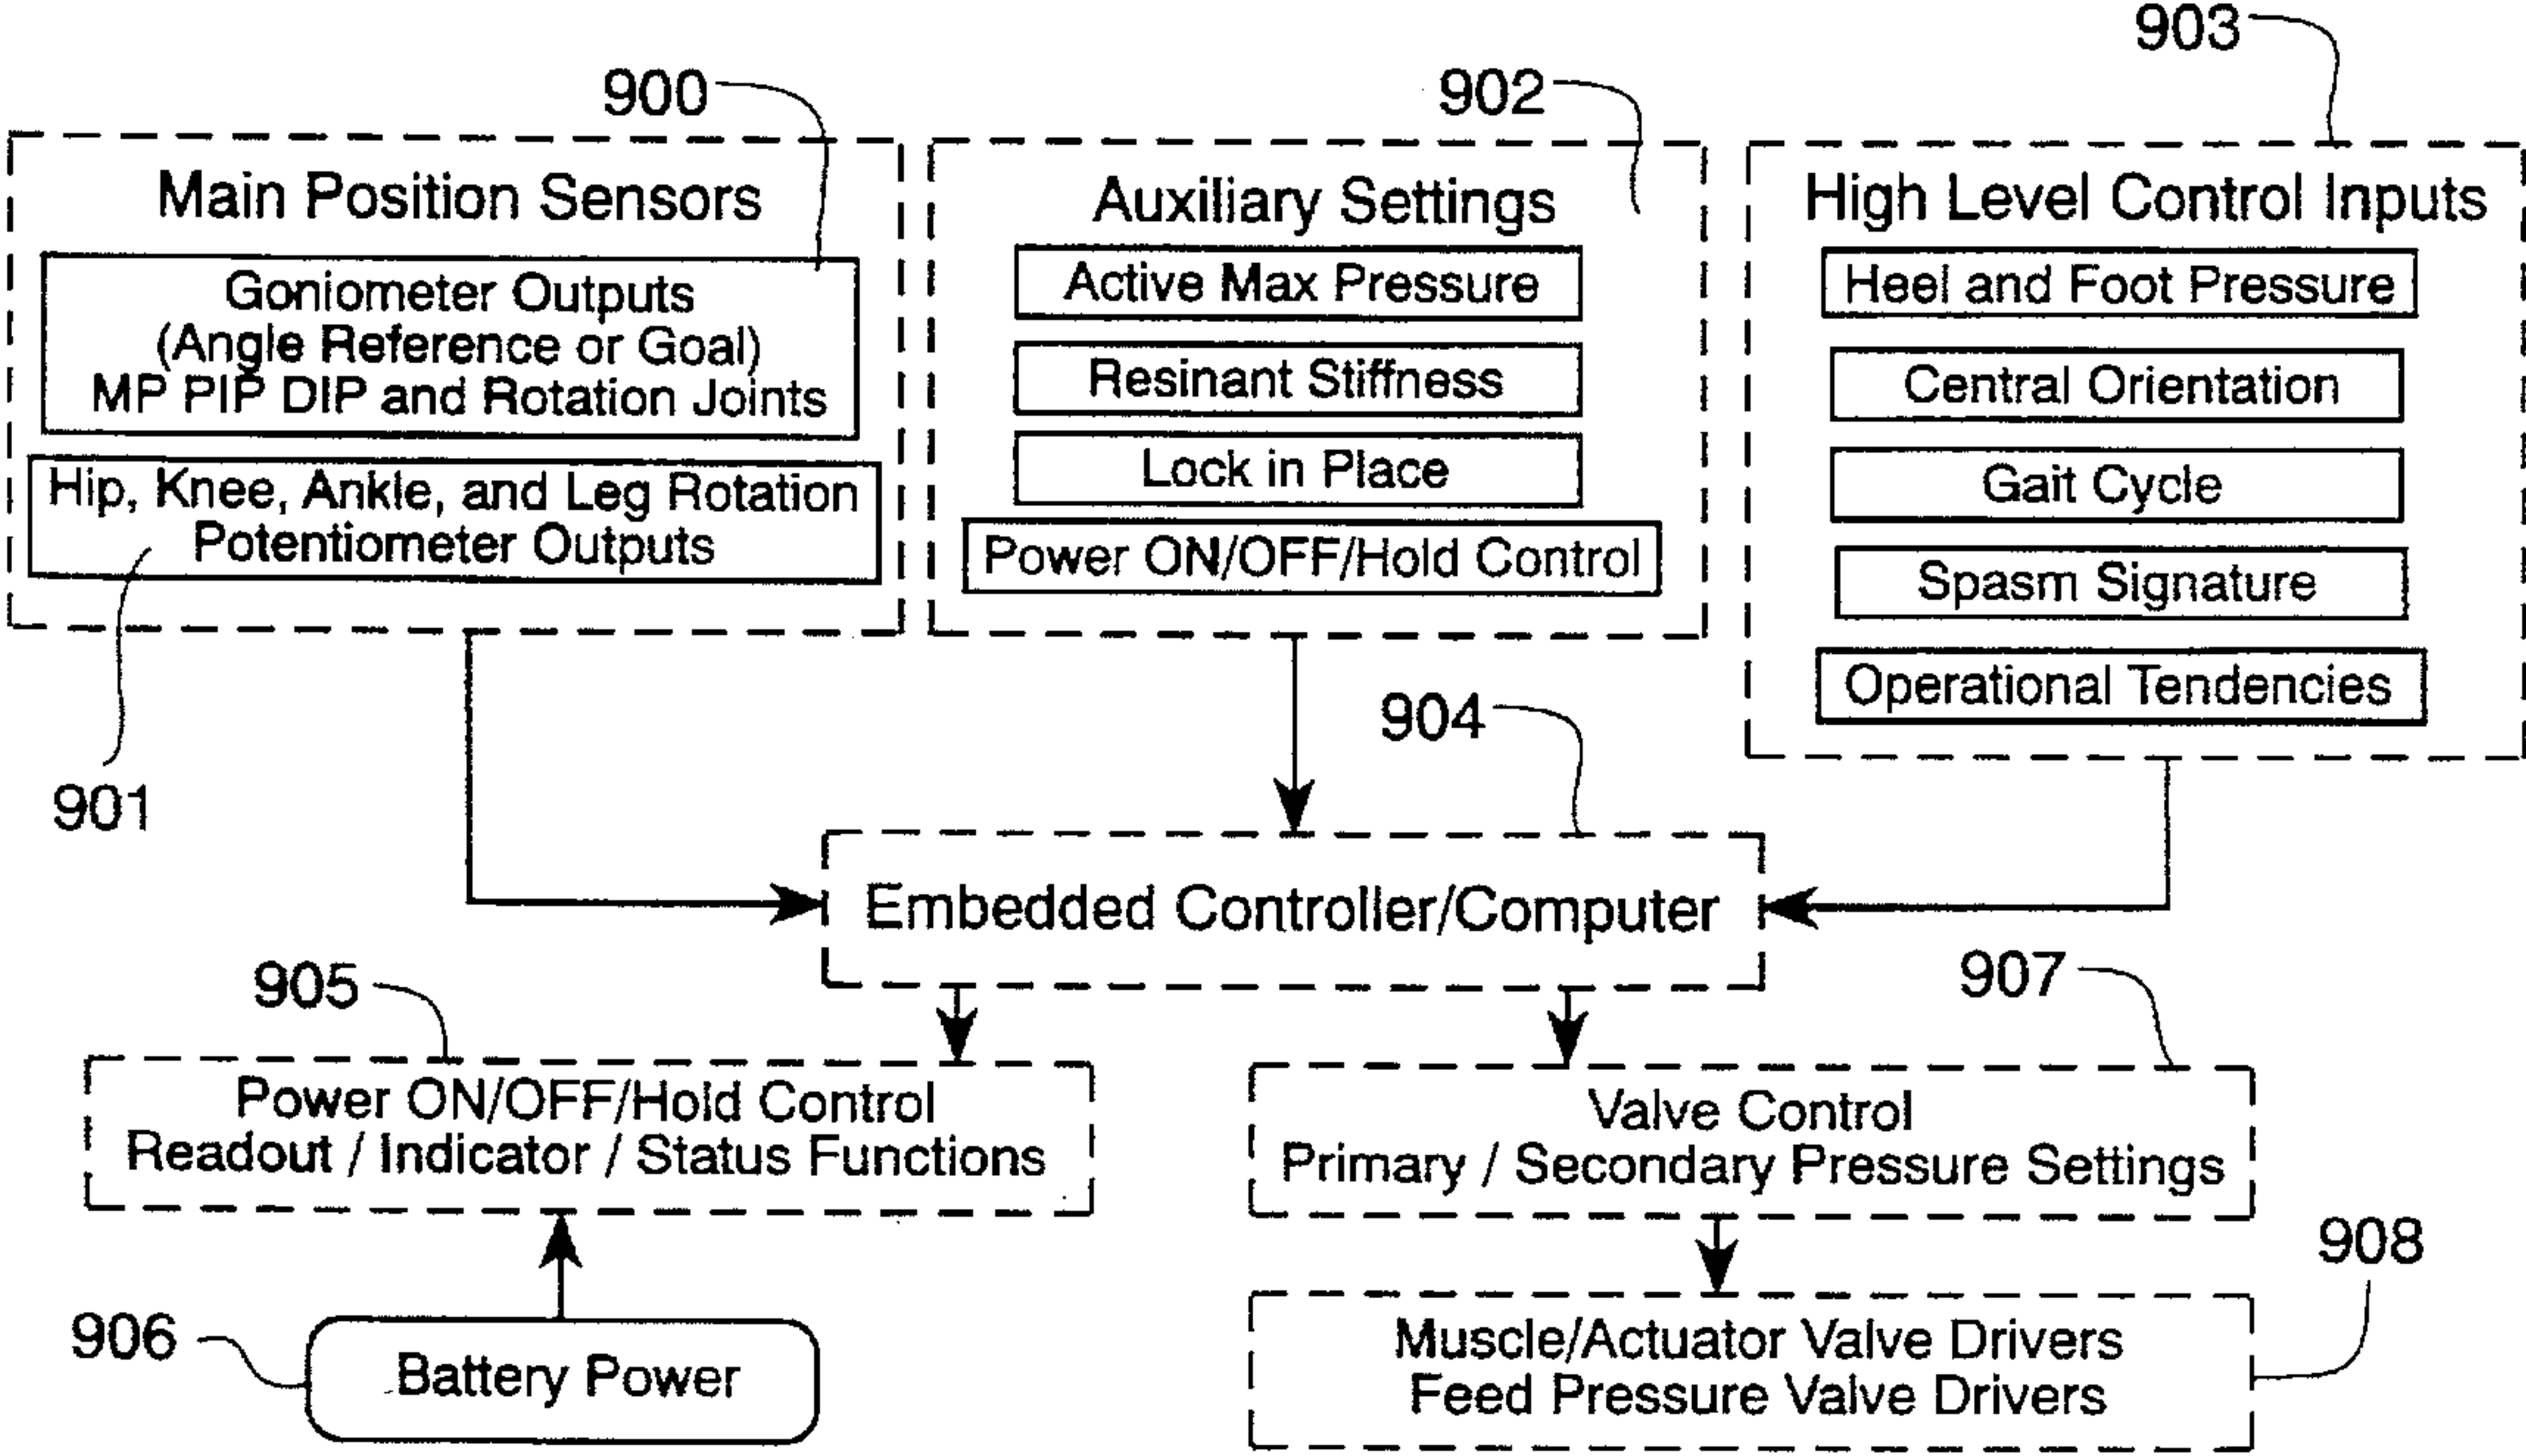 903
900
902
Main Position Sensors
Goniometer Outputs
(Angle Reference or Goal)
MP PIP DIP and Rotation Joints
Hip, Knee, Ankle, and Leg Rotation
Potentiometer Outputs
901
Auxiliary Settings
Active Max Pressure
Resinant Stiffness
Lock in Place
Power ON/OFF/Hold Control
High Level Control Inputs
Heel and Foot Pressure
Central Orientation
Gait Cycle
Spasm Signature
Operational Tendencies
904
Embedded Controller/Computer
905
Power ON/OFF/Hold Control
Readout / Indicator / Status Functions
906
Battery Power
907
Valve Control
Primary / Secondary Pressure Settings
908
Muscle/Actuator Valve Drivers
Feed Pressure Valve Drivers